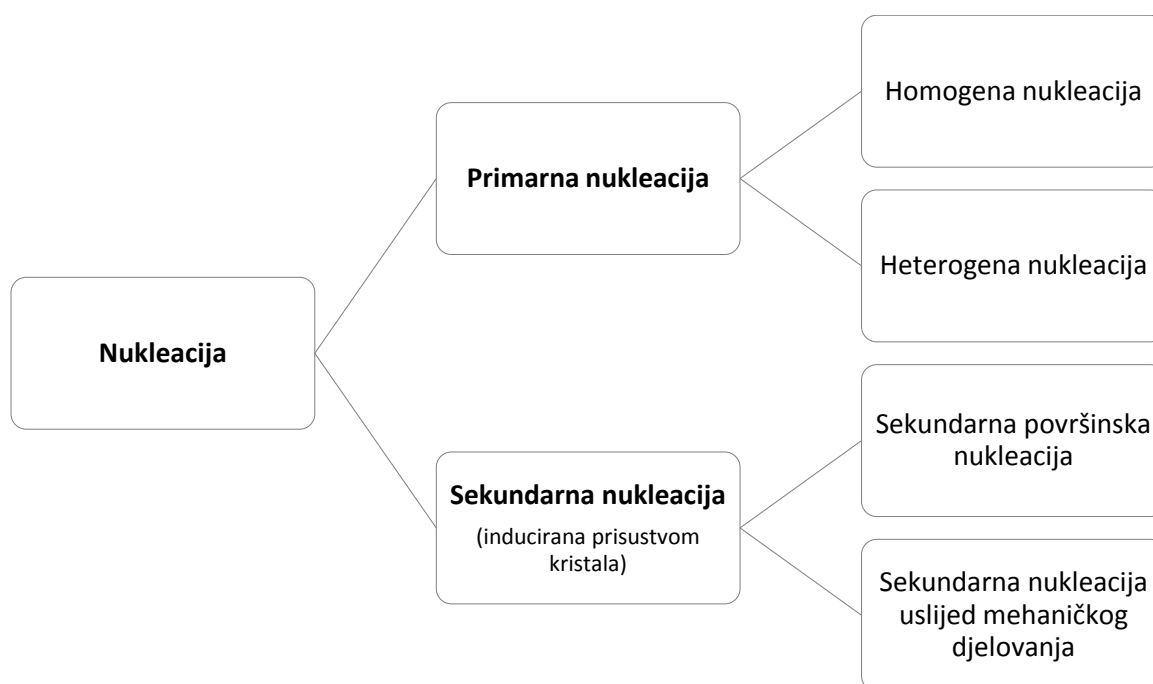 Nukleacija
Primarna nukleacija
Homogena nukleacija
Heterogena nukleacija
Sekundarna nukleacija
(inducirana prisustvom
kristala)
Sekundarna površinska
nukleacija
Sekundarna nukleacija
uslijed mehaničkog
djelovanja